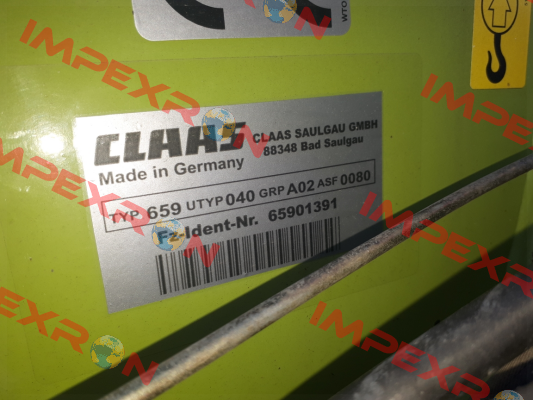 WTO
CLAAS
CLAAS SAULGAU GMBH
88348 Bad Saulgau
Made in Germany
TYP 659 UTYP 040 GRP A02 ASF 0080
Fz-Ident-Nr. 65901391
IMPEXRON
IMPEXRON
IMPEXRON
IMPEXRON
IMPEXRON